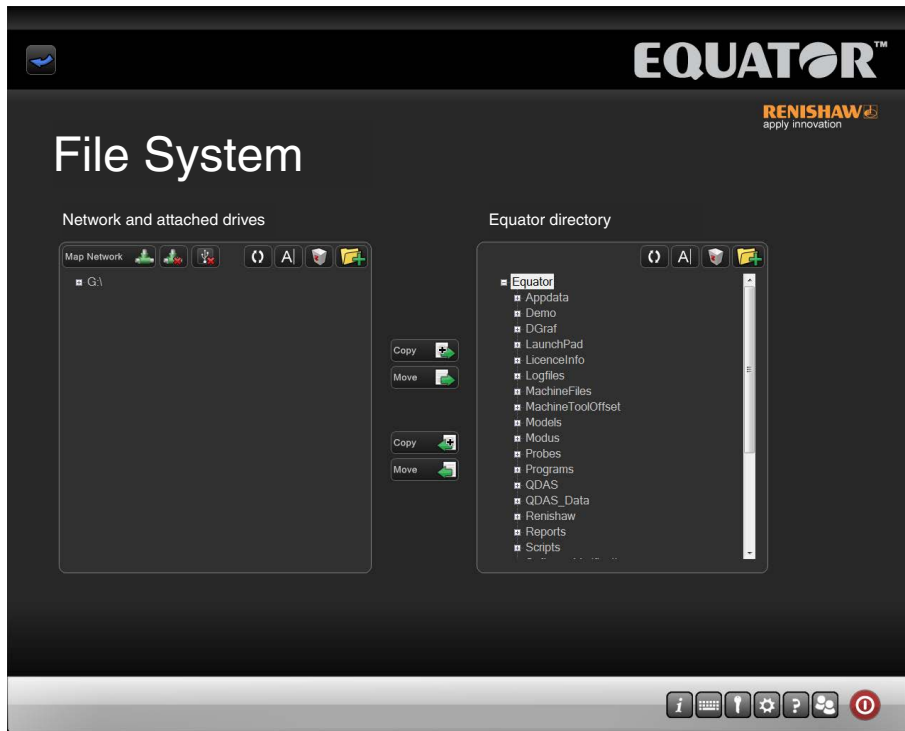 EQUATOR™
RENISHAW
apply innovation
File System
Network and attached drives
Equator directory
Map Network
A|
A|
G:\
Equator
Appdata
Demo
DGraf
LaunchPad
LicenceInfo
Logfiles
MachineFiles
MachineToolOffset
Models
Modus
Probes
Programs
QDAS
QDAS_Data
Renishaw
Reports
Scripts
Copy
Move
Copy
Move